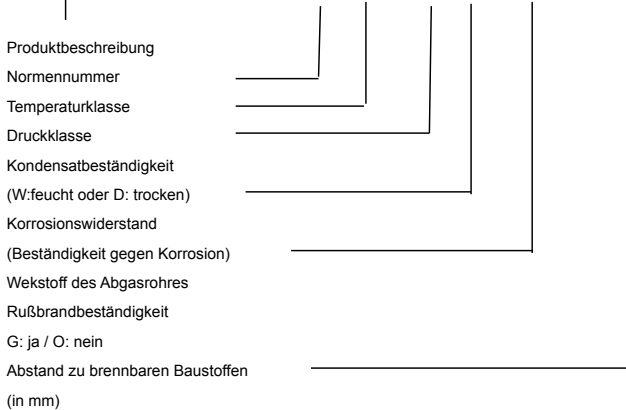 Produktbeschreibung
Normennummer
Temperaturklasse
Druckklasse
Kondensatbeständigkeit
(W:feucht oder D: trocken)
Korrosionswiderstand
(Beständigkeit gegen Korrosion)
Wekstoff des Abgasrohres
Rußbrandbeständigkeit
G: ja / O: nein
Abstand zu brennbaren Baustoffen
(in mm)